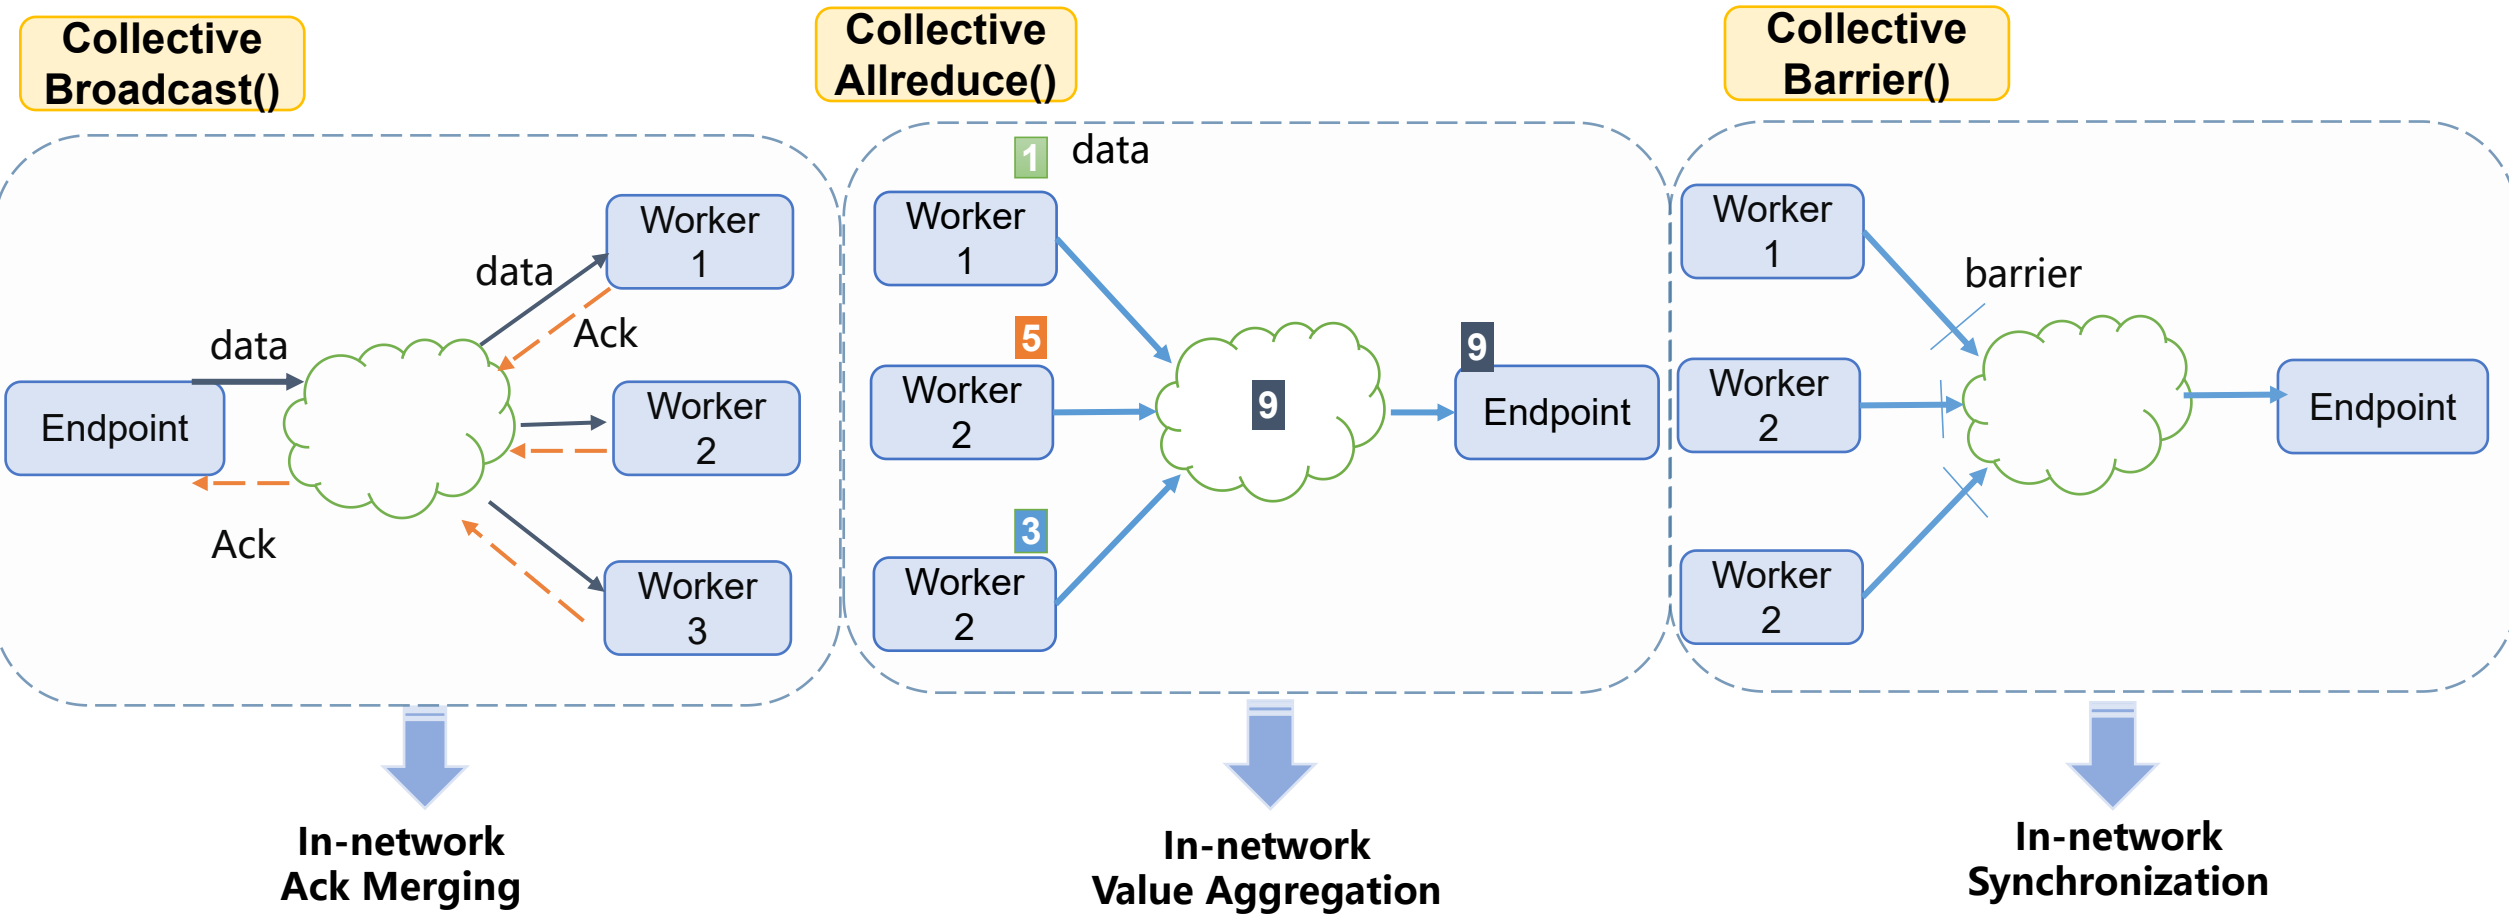 Collective
Broadcast()
data
Ack
Worker
1
data
Endpoint
Worker
2
Ack
Worker
3
In-network
Ack Merging
Collective
Allreduce()
1
data
Worker
1
5
Worker
2
9
9
Endpoint
3
Worker
2
In-network
Value Aggregation
Collective
Barrier()
Worker
1
barrier
Worker
2
Endpoint
Worker
2
In-network
Synchronization